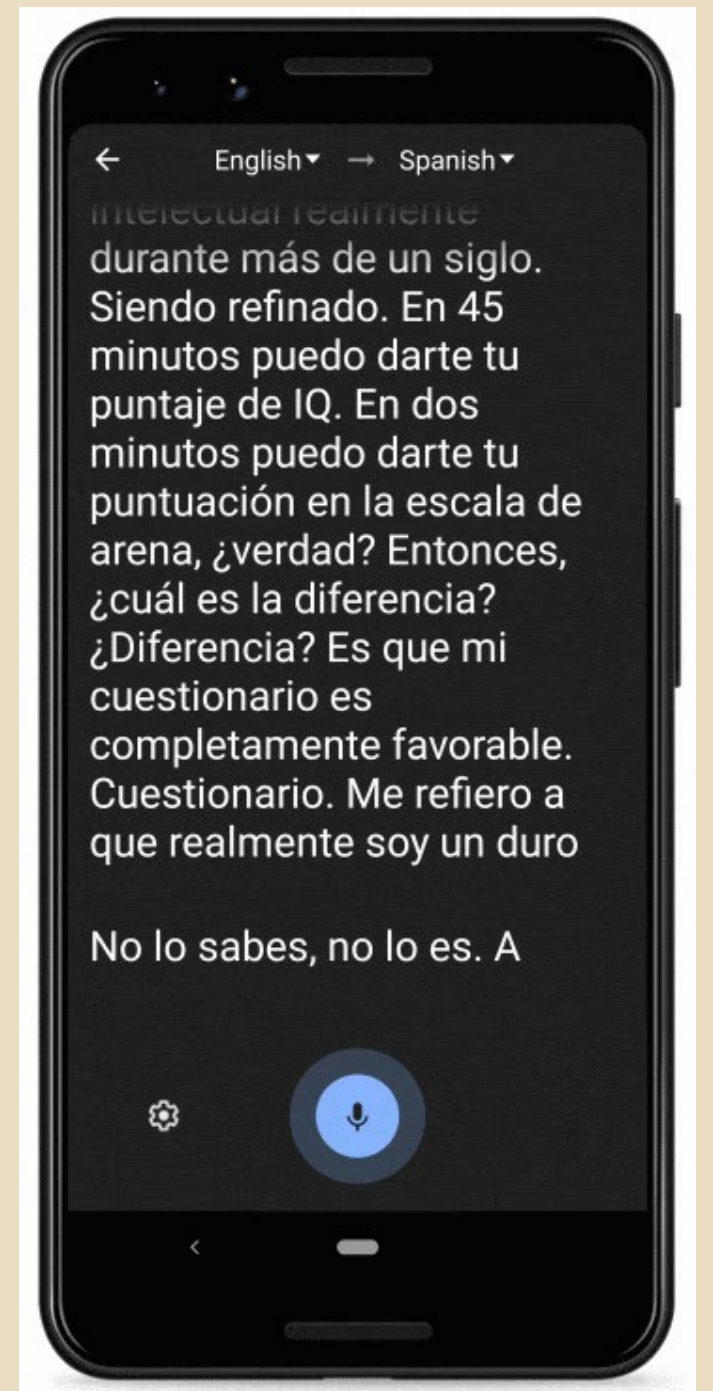 English → Spanish
intelectual realmente
durante más de un siglo.
Siendo refinado. En 45
minutos puedo darte tu
puntaje de IQ. En dos
minutos puedo darte tu
puntuación en la escala de
arena, ¿verdad? Entonces,
¿cuál es la diferencia?
¿Diferencia? Es que mi
cuestionario es
completamente favorable.
Cuestionario. Me refiero a
que realmente soy un duro
No lo sabes, no lo es. A